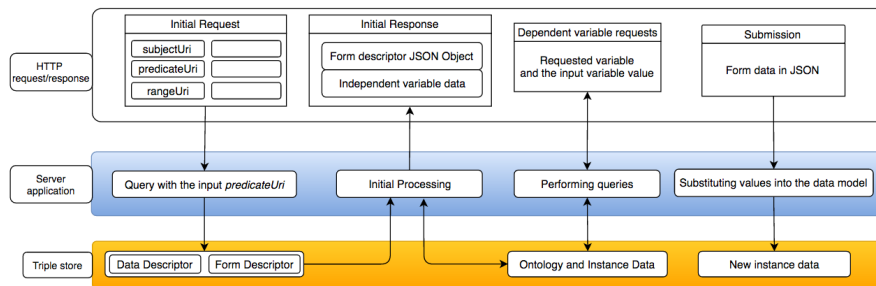 Initial Request
Initial Response
Dependent variable requests
Submission
HTTP
request/response
subjectUri
predicateUri
rangeUri
Form descriptor JSON Object
Independent variable data
Requested variable
and the input variable value
Form data in JSON
Server
application
Query with the input predicateUri
Initial Processing
Performing queries
Substituting values into the data model
Triple store
Data Descriptor
Form Descriptor
Ontology and Instance Data
New instance data